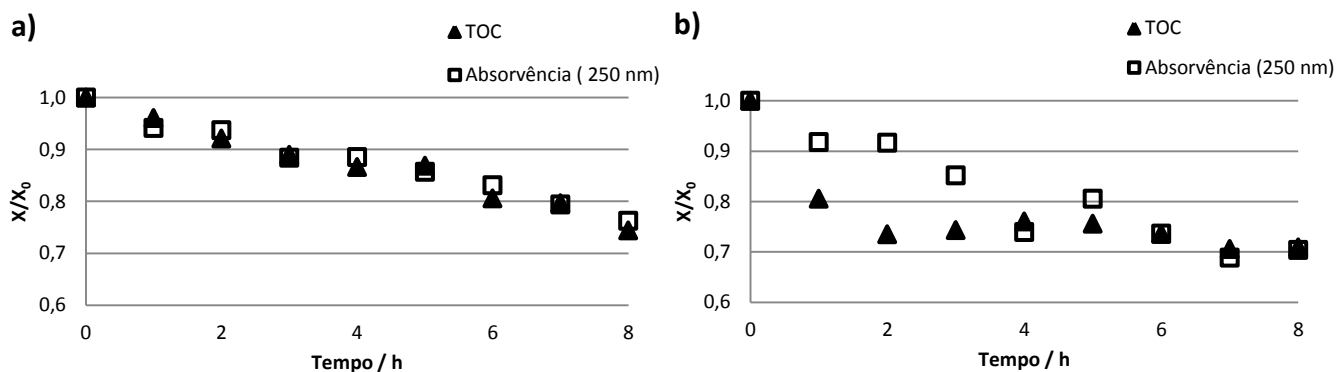 a)
▲ TOC
Absorvência ( 250 nm)
1,0
0,9
0,8
0,7
0,6
X/X0
0 2 4 6 8
Tempo / h
b)
▲ TOC
Absorvência (250 nm)
1,0
0,9
0,8
0,7
0,6
X/X0
0 2 4 6 8
Tempo / h